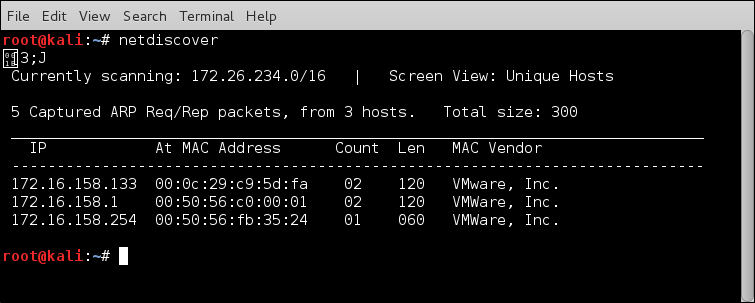 File Edit View Search Terminal Help
root@kali:~# netdiscover
[3;J
Currently scanning: 172.26.234.0/16 | Screen View: Unique Hosts
5 Captured ARP Req/Rep packets, from 3 hosts. Total size: 300
_____________________________________________________________________________
IP At MAC Address Count Len MAC Vendor
-----------------------------------------------------------------------------
172.16.158.133 00:0c:29:c9:5d:fa 02 120 VMware, Inc.
172.16.158.1 00:50:56:c0:00:01 02 120 VMware, Inc.
172.16.158.254 00:50:56:fb:35:24 01 060 VMware, Inc.
root@kali:~#